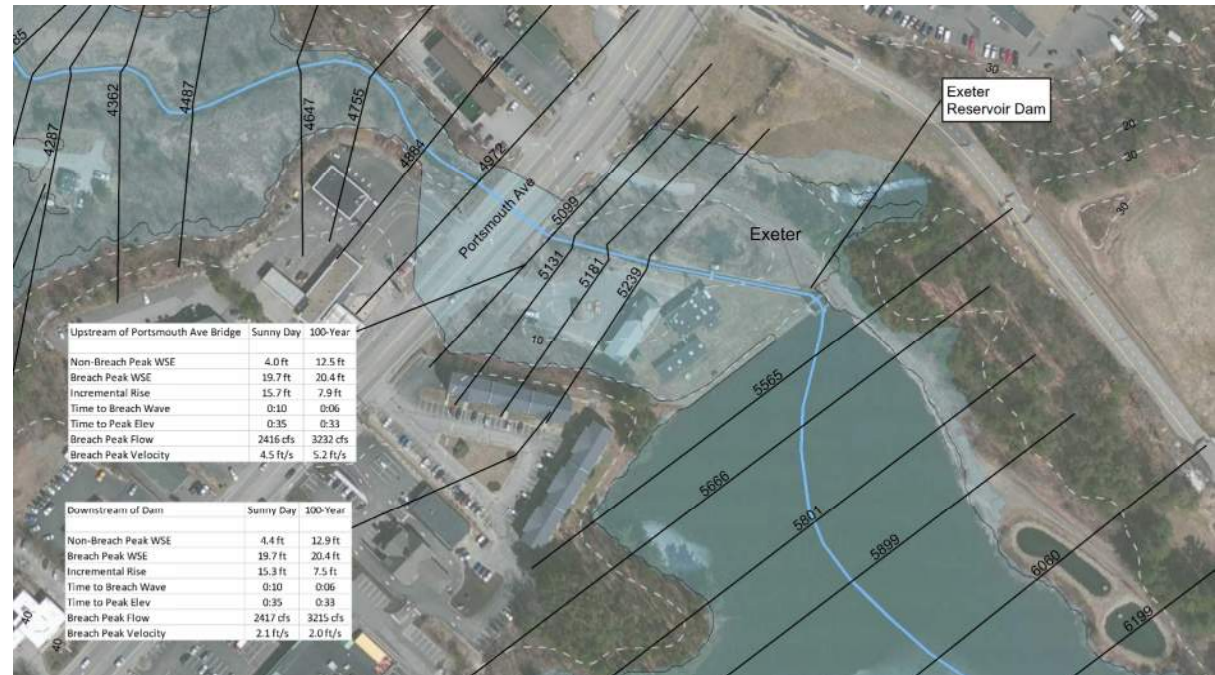 85
4287
4362
4487
4647
4755
4884
4972
Portsmouth Ave
5099
5131
5181
5239
Exeter
Exeter
Reservoir Dam
30
20
30
30
10
5565
5666
5801
5899
6060
6199
40
40
Upstream of Portsmouth Ave Bridge Sunny Day 100-Year
Non-Breach Peak WSE 4.0 ft 12.5 ft
Breach Peak WSE 19.7 ft 20.4 ft
Incremental Rise 15.7 ft 7.9 ft
Time to Breach Wave 0:10 0:06
Time to Peak Elev 0:35 0:33
Breach Peak Flow 2416 cfs 3232 cfs
Breach Peak Velocity 4.5 ft/s 5.2 ft/s
Downstream of Dam Sunny Day 100-Year
Non-Breach Peak WSE 4.4 ft 12.9 ft
Breach Peak WSE 19.7 ft 20.4 ft
Incremental Rise 15.3 ft 7.5 ft
Time to Breach Wave 0:10 0:06
Time to Peak Elev 0:35 0:33
Breach Peak Flow 2417 cfs 3215 cfs
Breach Peak Velocity 2.1 ft/s 2.0 ft/s